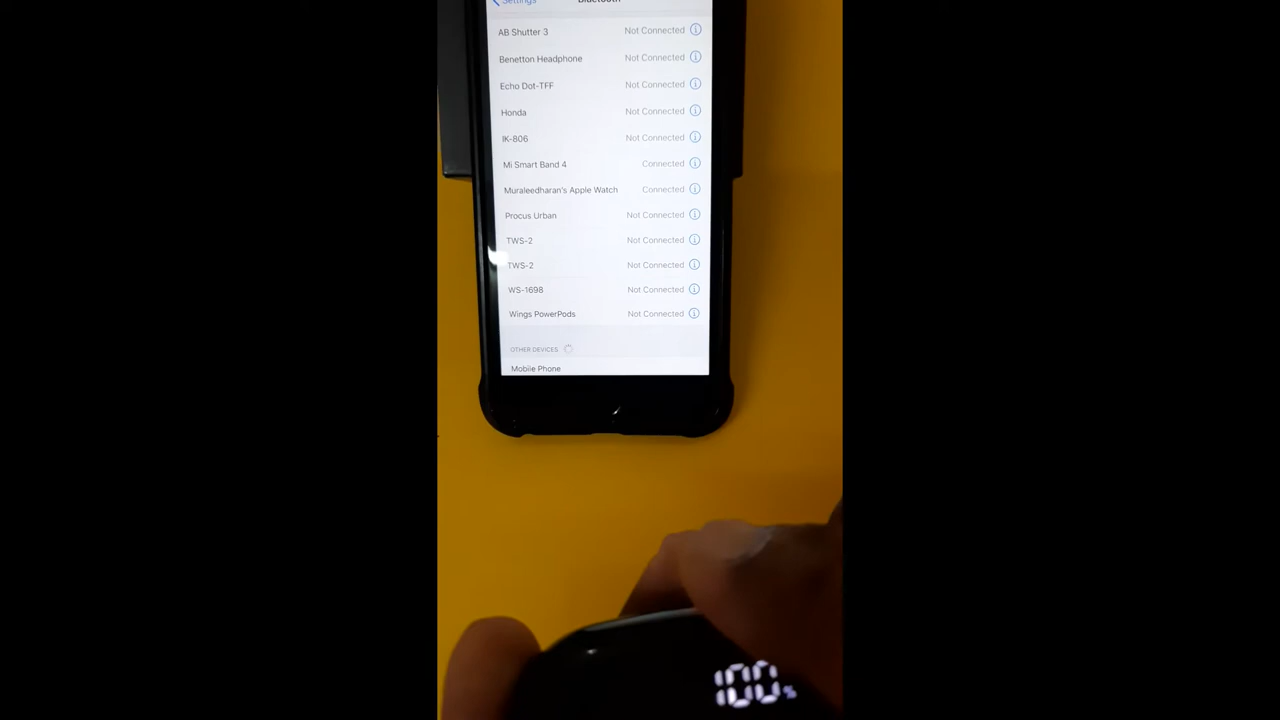 Settings Bluetooth
AB Shutter 3 Not Connected
Benetton Headphone Not Connected
Echo Dot-TFF Not Connected
Honda Not Connected
IK-806 Not Connected
Mi Smart Band 4 Connected
Muraleedharan's Apple Watch Connected
Procus Urban Not Connected
TWS-2 Not Connected
TWS-2 Not Connected
WS-1698 Not Connected
Wings PowerPods Not Connected
OTHER DEVICES
Mobile Phone
100%